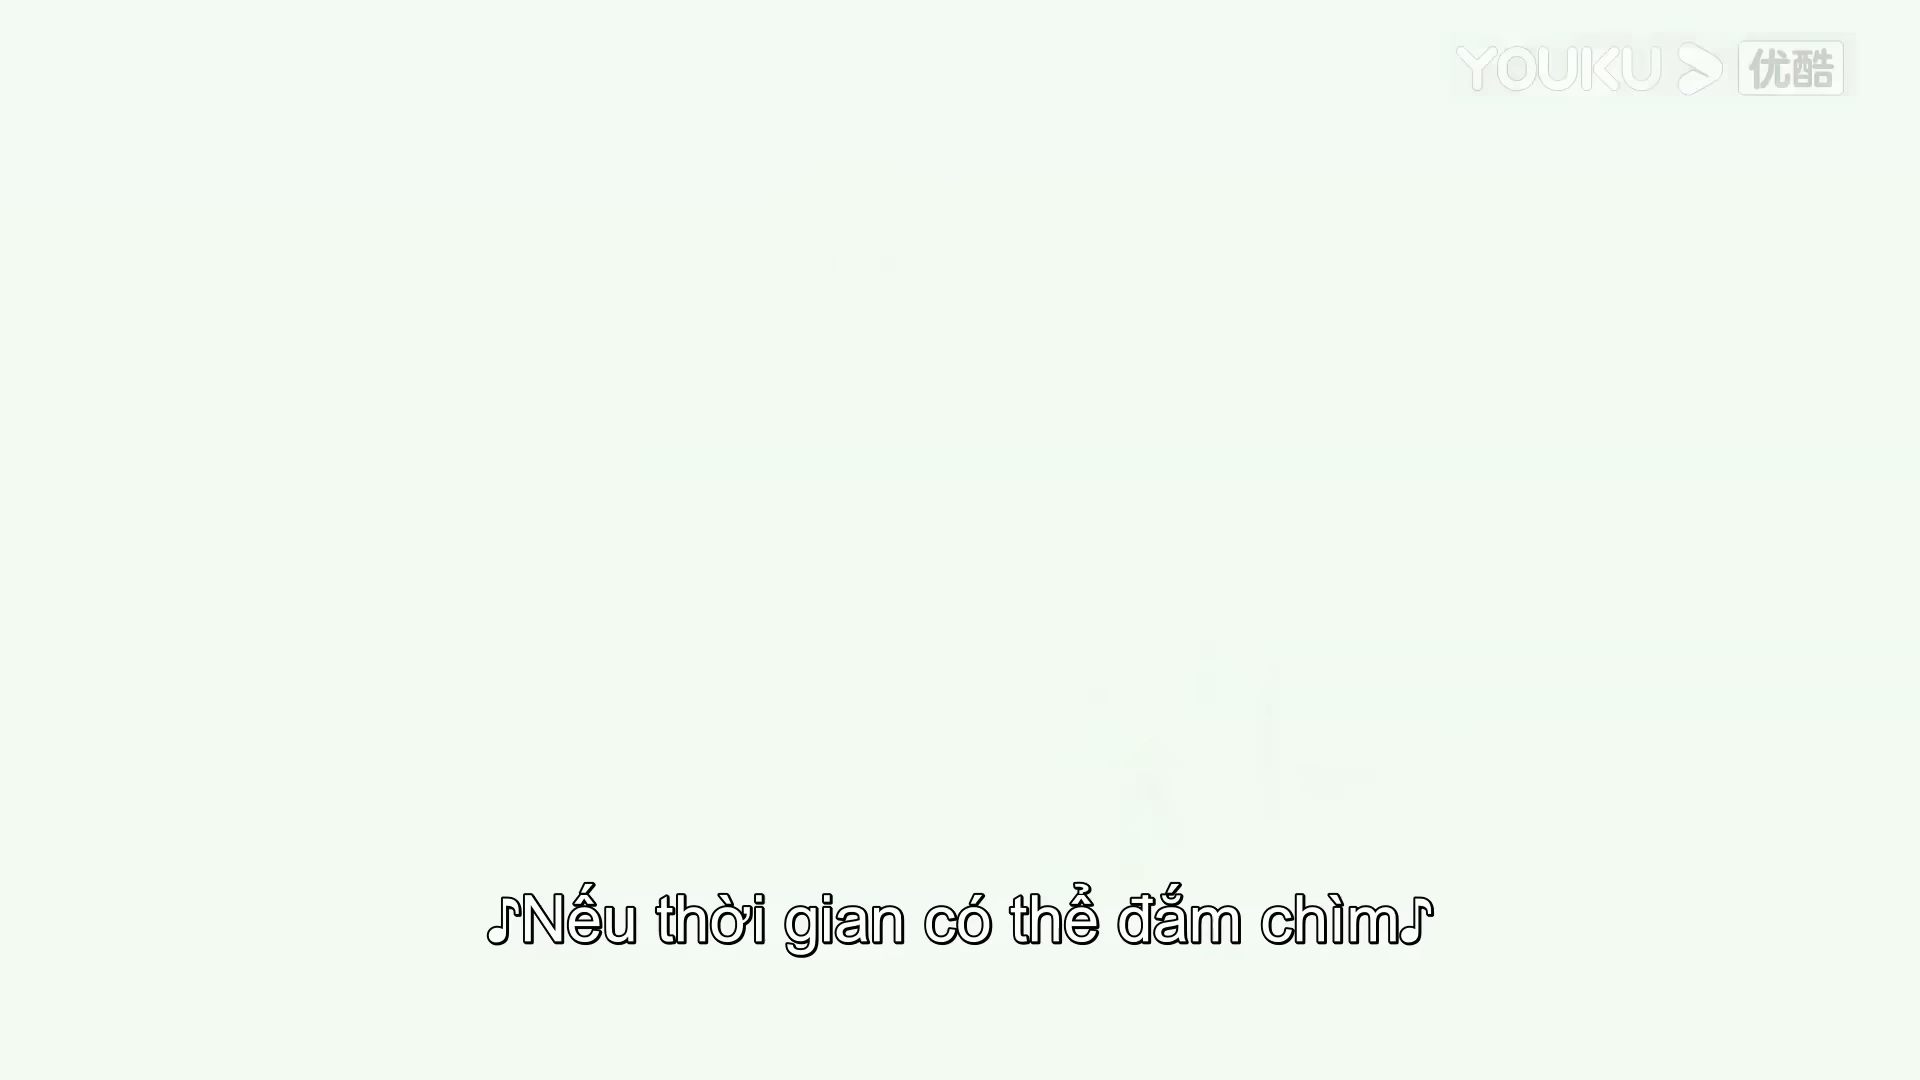 YOUKU 优酷
♪Nếu thời gian có thể đắm chìm♪